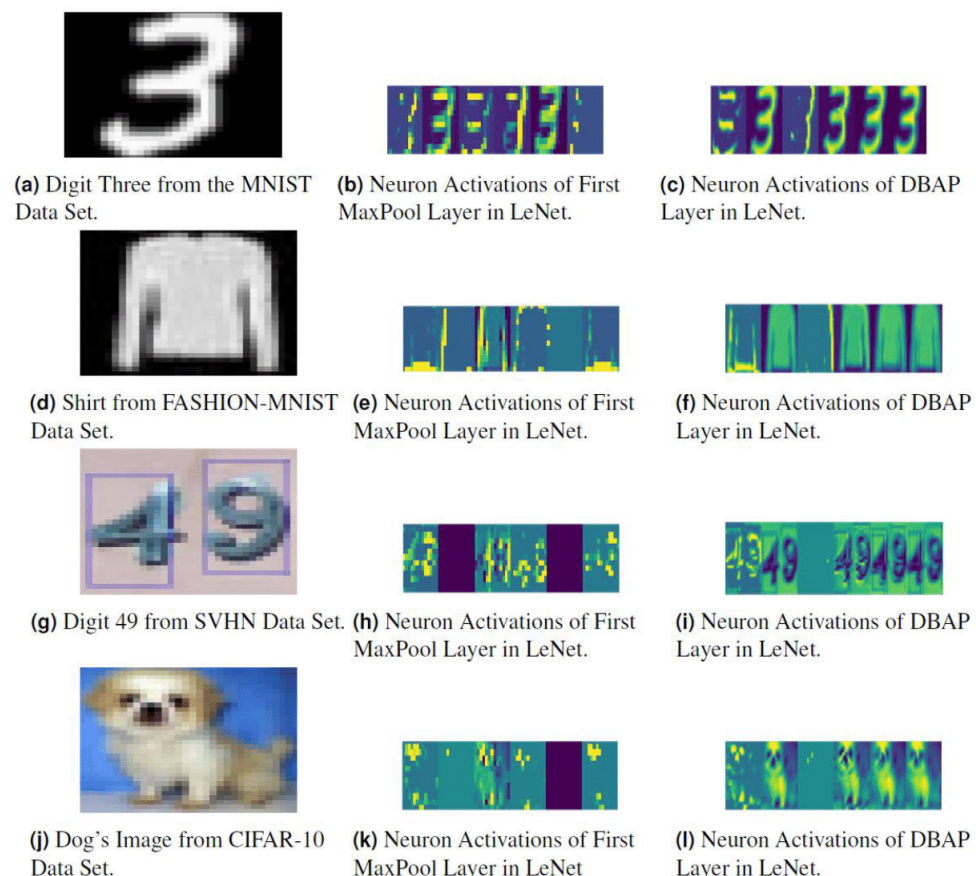 (a) Digit Three from the MNIST
Data Set.
(b) Neuron Activations of First
MaxPool Layer in LeNet.
(c) Neuron Activations of DBAP
Layer in LeNet.
(d) Shirt from FASHION-MNIST
Data Set.
(e) Neuron Activations of First
MaxPool Layer in LeNet.
(f) Neuron Activations of DBAP
Layer in LeNet.
49
(g) Digit 49 from SVHN Data Set.
(h) Neuron Activations of First
MaxPool Layer in LeNet.
(i) Neuron Activations of DBAP
Layer in LeNet.
(j) Dog's Image from CIFAR-10
Data Set.
(k) Neuron Activations of First
MaxPool Layer in LeNet
(l) Neuron Activations of DBAP
Layer in LeNet.